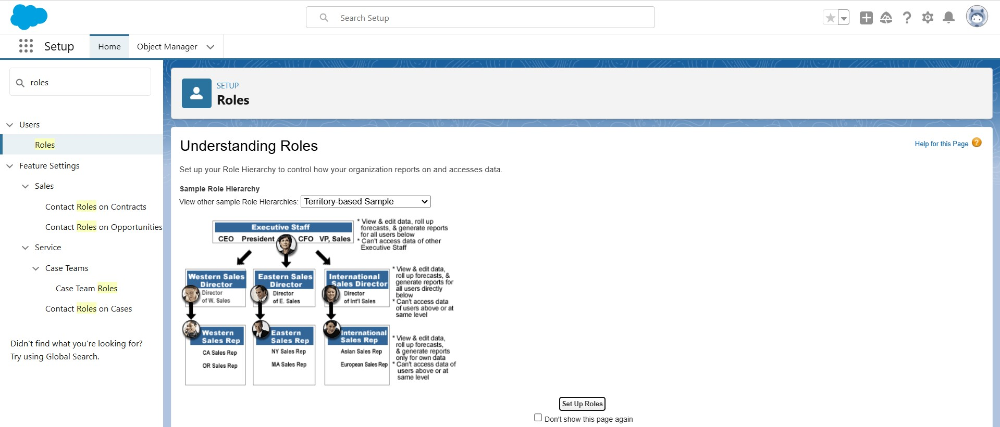 Search Setup
Setup
Home
Object Manager
roles
Users
Roles
Feature Settings
Sales
Contact Roles on Contracts
Contact Roles on Opportunities
Service
Case Teams
Case Team Roles
Contact Roles on Cases
Didn't find what you're looking for?
Try using Global Search.
SETUP
Roles
Understanding Roles
Help for this Page
Set up your Role Hierarchy to control how your organization reports on and accesses data.
Sample Role Hierarchy
View other sample Role Hierarchies: Territory-based Sample
Executive Staff
CEO President CFO VP, Sales
* View & edit data, roll up
forecasts, & generate reports
for all users below
* Can't access data of other
Executive Staff
Western Sales
Director
Director
of W. Sales
Eastern Sales
Director
Director
of E. Sales
International
Sales Director
Director
of Int'l Sales
* View & edit data,
roll up forecasts, &
generate reports for
all users directly
below
* Can't access data
of users above or at
same level
Western
Sales Rep
CA Sales Rep
OR Sales Rep
Eastern
Sales Rep
NY Sales Rep
MA Sales Rep
International
Sales Rep
Asian Sales Rep
European Sales Rep
* View & edit data,
roll up forecasts,
& generate reports
only for own data
* Can't access data of
users above or at
same level
Set Up Roles
Don't show this page again